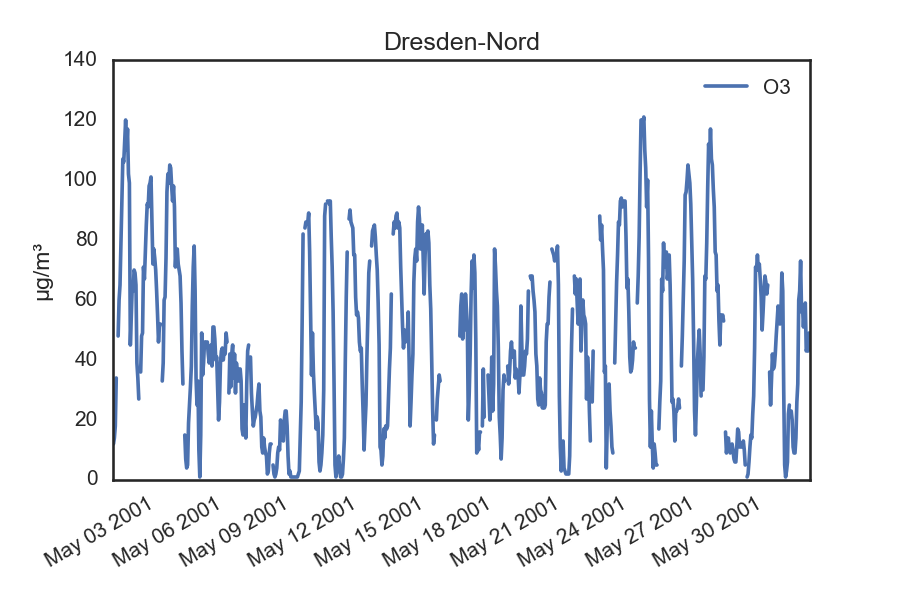 Dresden-Nord
140
120
100
80
60
40
20
0
µg/m³
O3
May 03 2001
May 06 2001
May 09 2001
May 12 2001
May 15 2001
May 18 2001
May 21 2001
May 24 2001
May 27 2001
May 30 2001